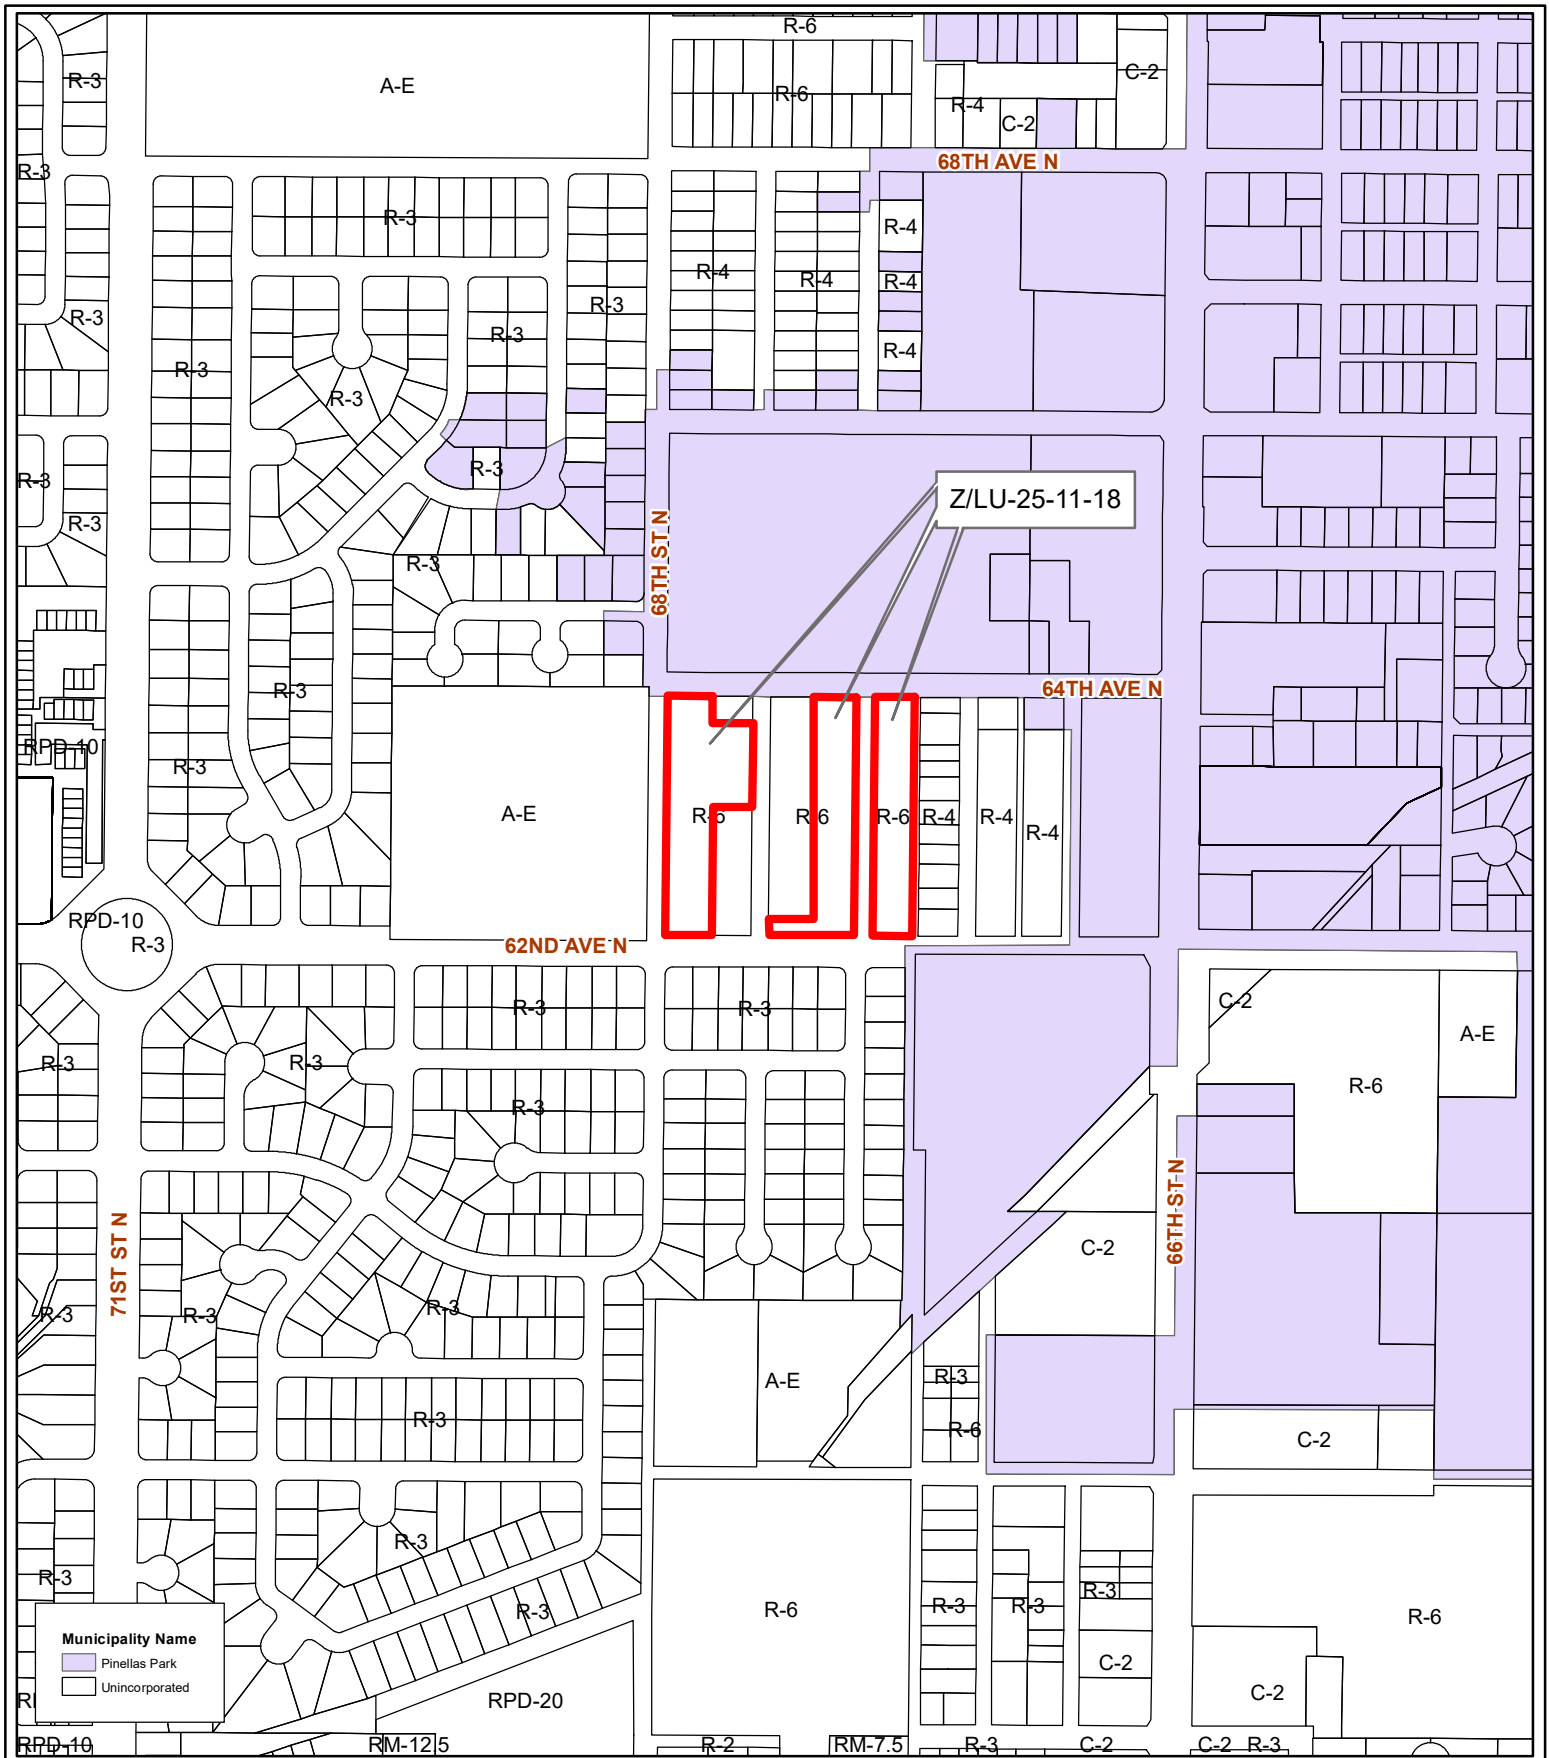 R-6
A-E
R-3
C-2
R-6
R-4
C-2
68TH AVE N
R-3
R-3
R-4
R-4
R-4
R-4
R-3
R-3
R-3
R-4
R-3
R-3
R-3
R-3
R-3
Z/LU-25-11-18
R-3
68TH ST N
R-3
64TH AVE N
R-3
RPD-10
R-3
A-E
R-6
R-6
R-6
R-4
R-4
R-4
RPD-10
R-3
62ND AVE N
C-2
R-3
R-3
A-E
R-3
R-3
R-6
R-3
66TH ST N
71ST ST N
C-2
R-3
R-3
R-3
A-E
R-3
R-3
R-6
C-2
R-3
R-3
R-3
R-3
R-6
R-3
R-3
R-3
R-6
Municipality Name
Pinellas Park
Unincorporated
C-2
C-2
RPD-20
RPD-10
RM-12.5
R-2
RM-7.5
R-3
C-2
C-2
R-3